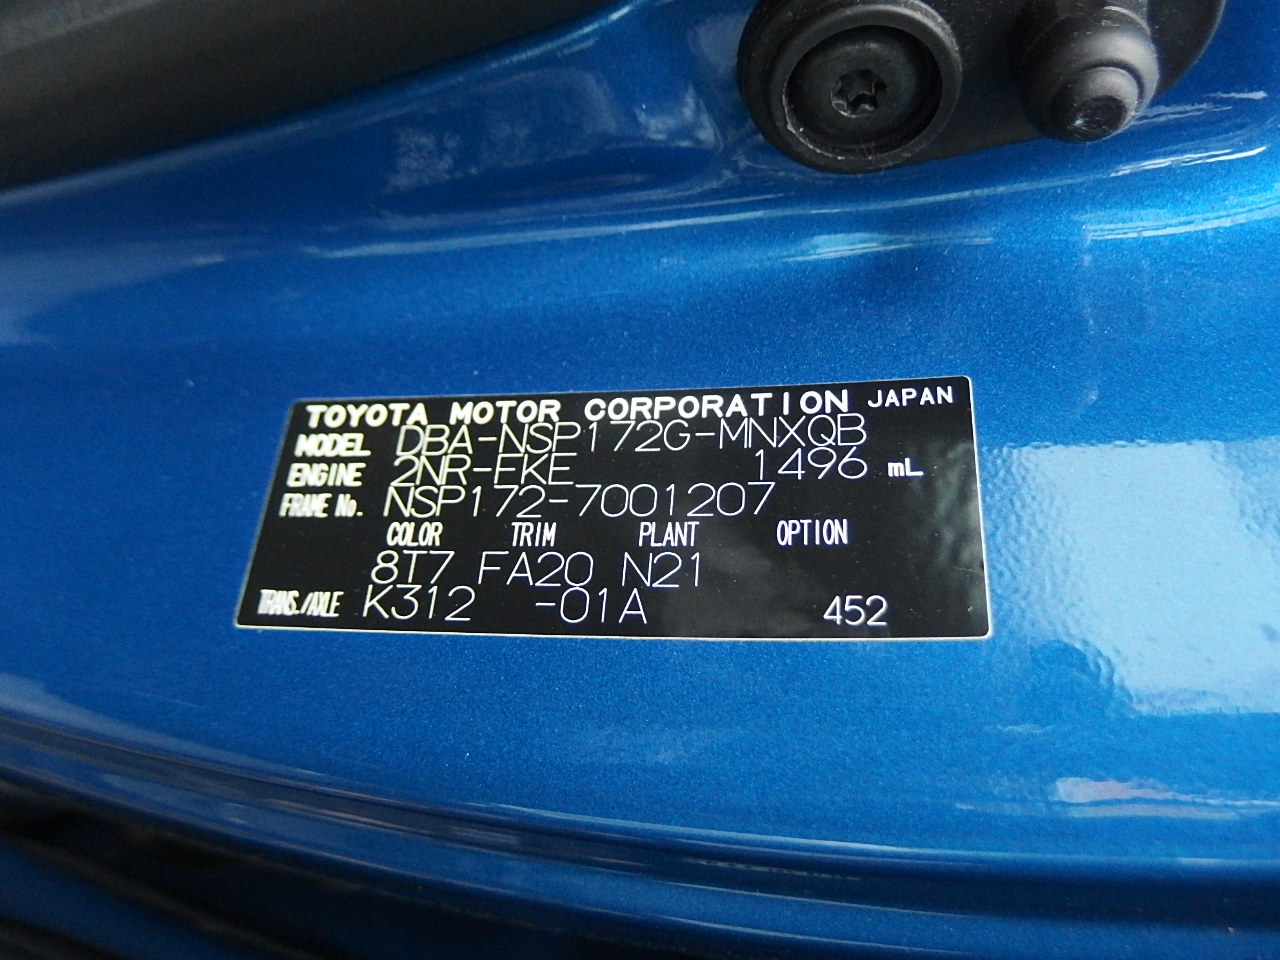 TOYOTA MOTOR CORPORATION JAPAN
MODEL DBA-NSP172G-MNXQB
ENGINE 2NR-FKE 1496 mL
FRAME No. NSP172-7001207
COLOR TRIM PLANT OPTION
8T7 FA20 N21
TRANS./AXLE K312 -01A 452